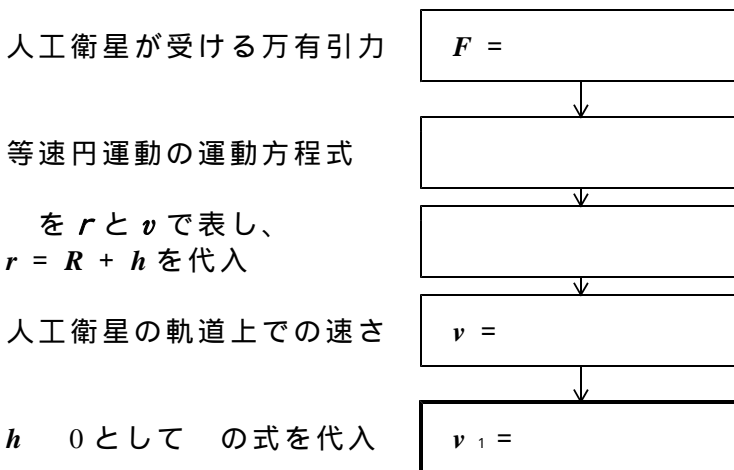 人工衛星が受ける万有引力
F =
等速円運動の運動方程式
を r と v で表し、
r = R + h を代入
人工衛星の軌道上での速さ
v =
h 0 として の式を代入
v 1 =